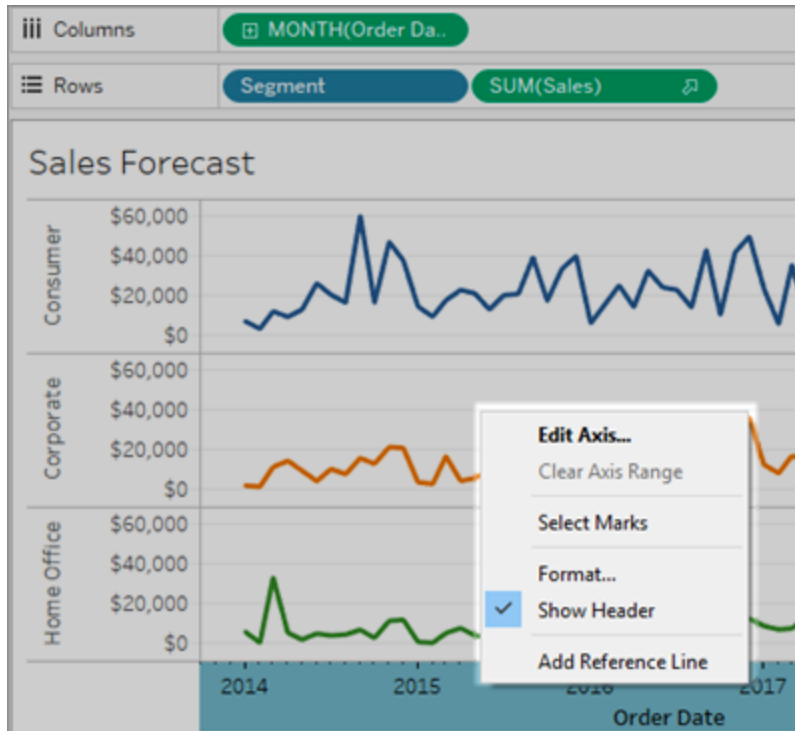 Columns
MONTH(Order Da..
Rows
Segment
SUM(Sales)
Sales Forecast
Consumer
$60,000
$40,000
$20,000
$0
Corporate
$60,000
$40,000
$20,000
$0
Home Office
$60,000
$40,000
$20,000
$0
Edit Axis...
Clear Axis Range
Select Marks
Format...
Show Header
Add Reference Line
2014
2015
2016
2017
Order Date